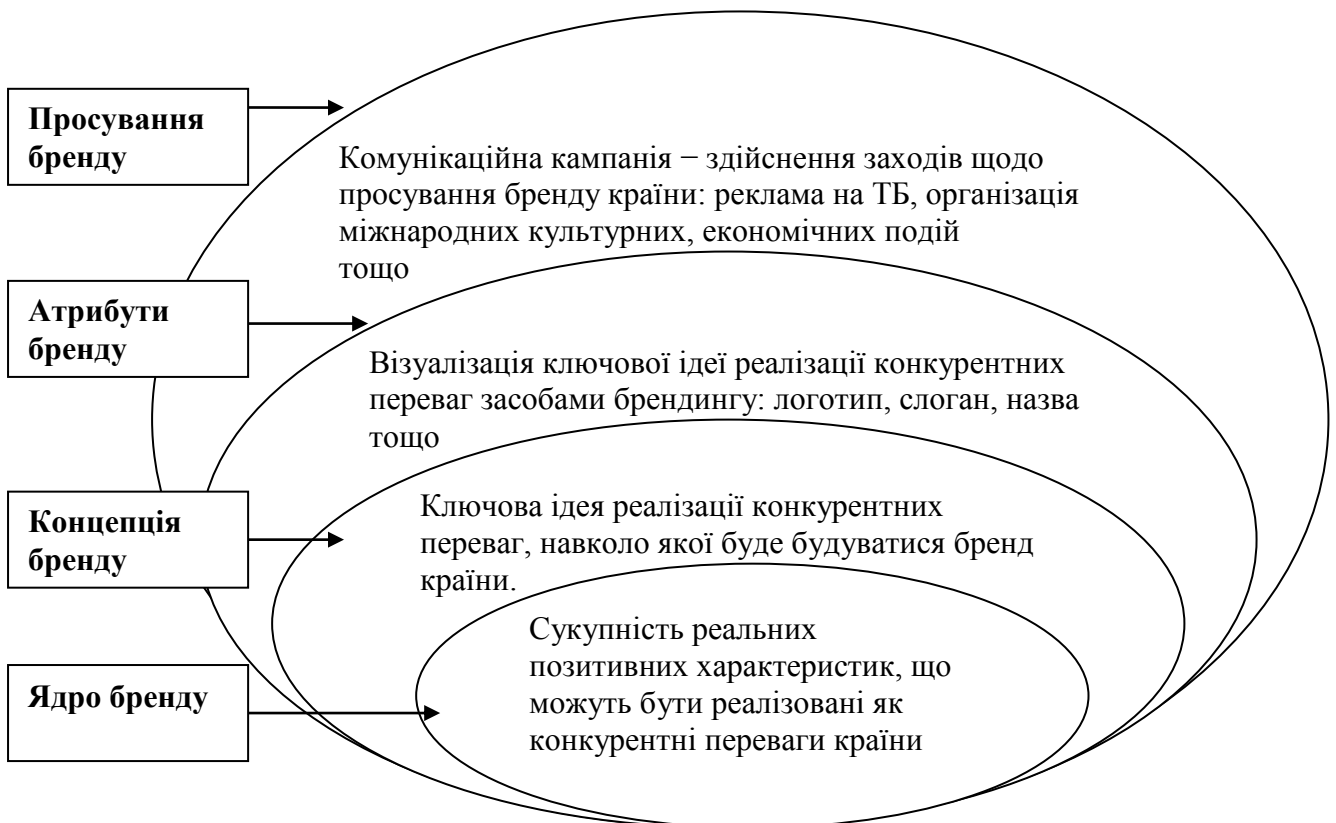 Просування
бренду
Комунікаційна кампанія − здійснення заходів щодо
просування бренду країни: реклама на ТБ, організація
міжнародних культурних, економічних подій
тощо
Атрибути
бренду
Візуалізація ключової ідеї реалізації конкурентних
переваг засобами брендингу: логотип, слоган, назва
тощо
Концепція
бренду
Ключова ідея реалізації конкурентних
переваг, навколо якої буде будуватися бренд
країни.
Ядро бренду
Сукупність реальних
позитивних характеристик, що
можуть бути реалізовані як
конкурентні переваги країни